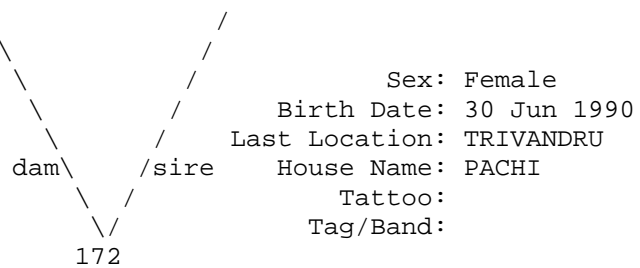 Sex: Female
Birth Date: 30 Jun 1990
Last Location: TRIVANDRU
dam\ /sire House Name: PACHI
Tattoo:
Tag/Band:
172